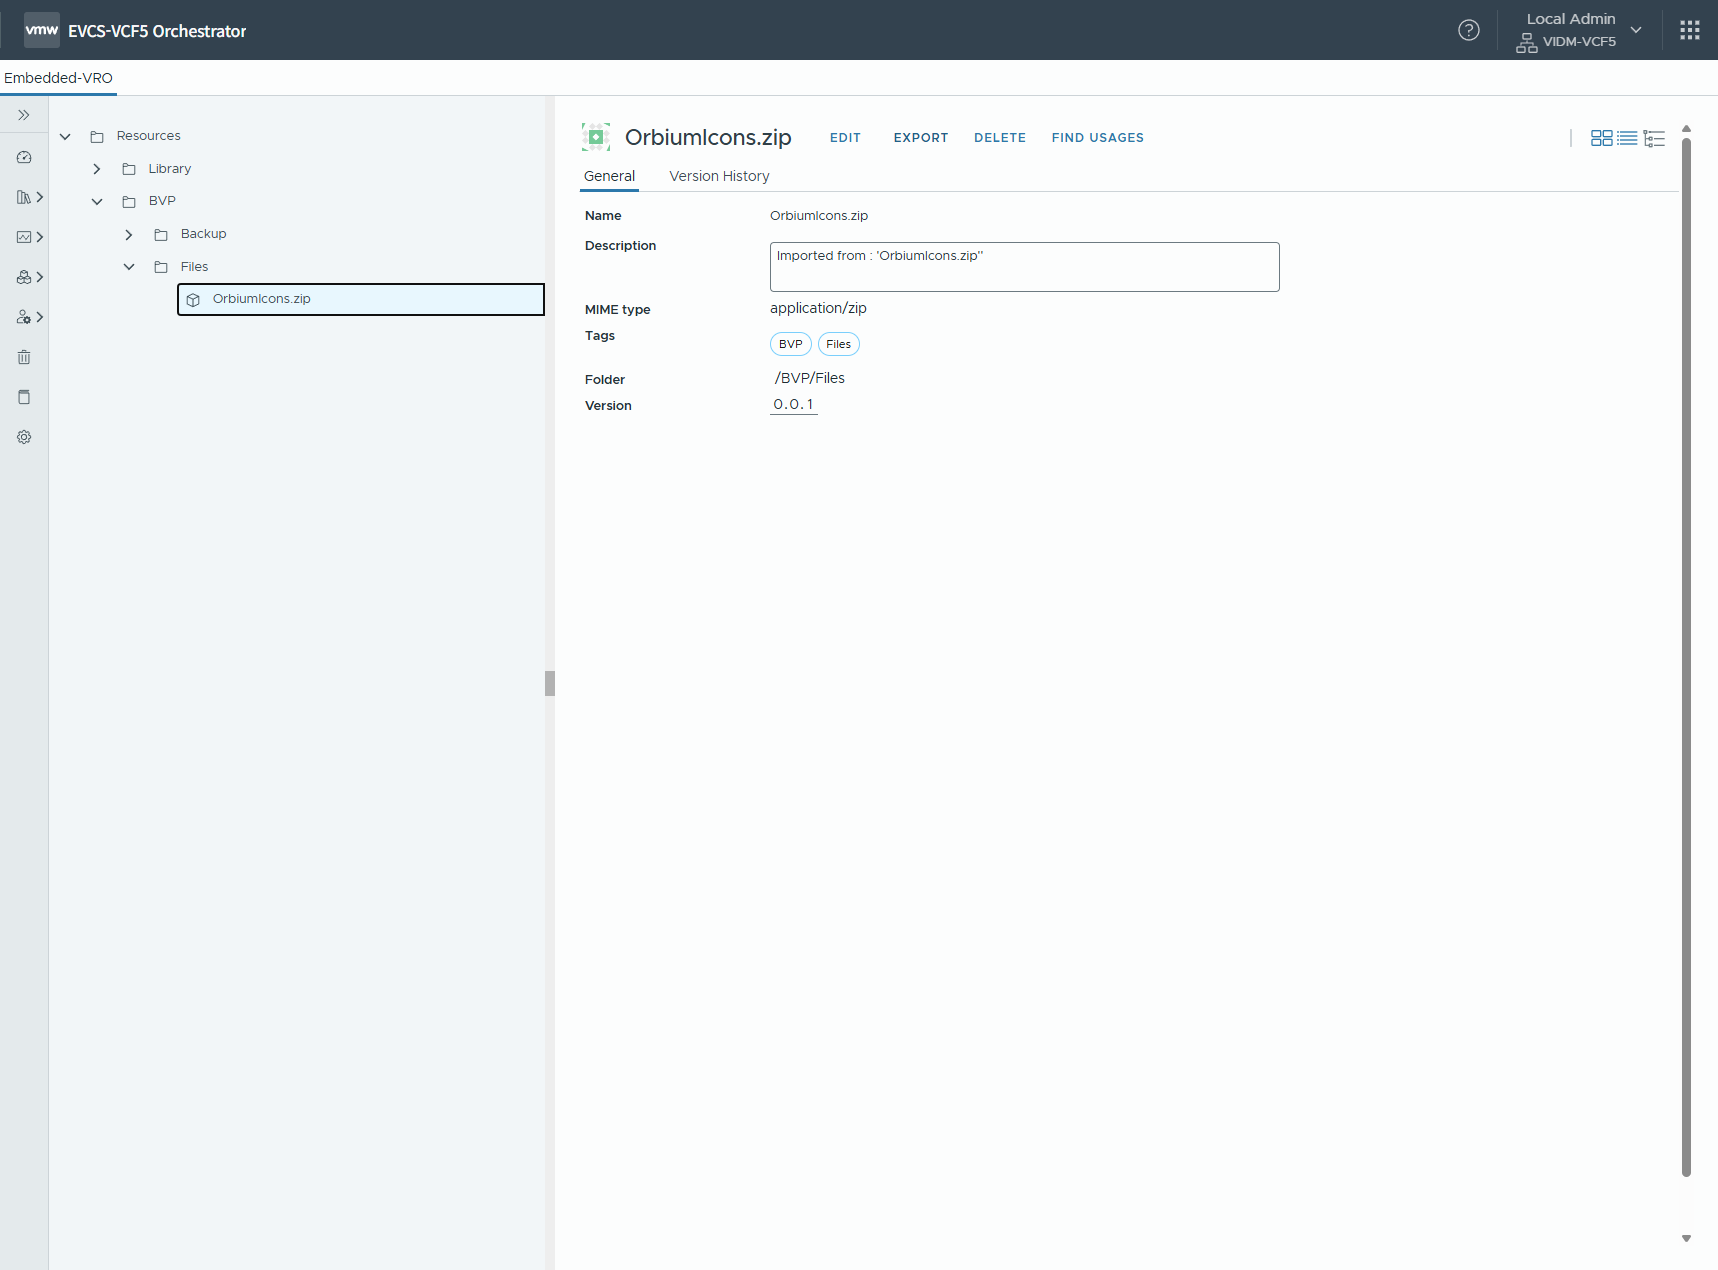 vmw EVCS-VCF5 Orchestrator
Local Admin
VIDM-VCF5
Embedded-VRO
Resources
Library
BVP
Backup
Files
OrbiumIcons.zip
OrbiumIcons.zip EDIT EXPORT DELETE FIND USAGES
General Version History
Name OrbiumIcons.zip
Description Imported from : 'OrbiumIcons.zip"
MIME type application/zip
Tags BVP Files
Folder /BVP/Files
Version 0.0.1